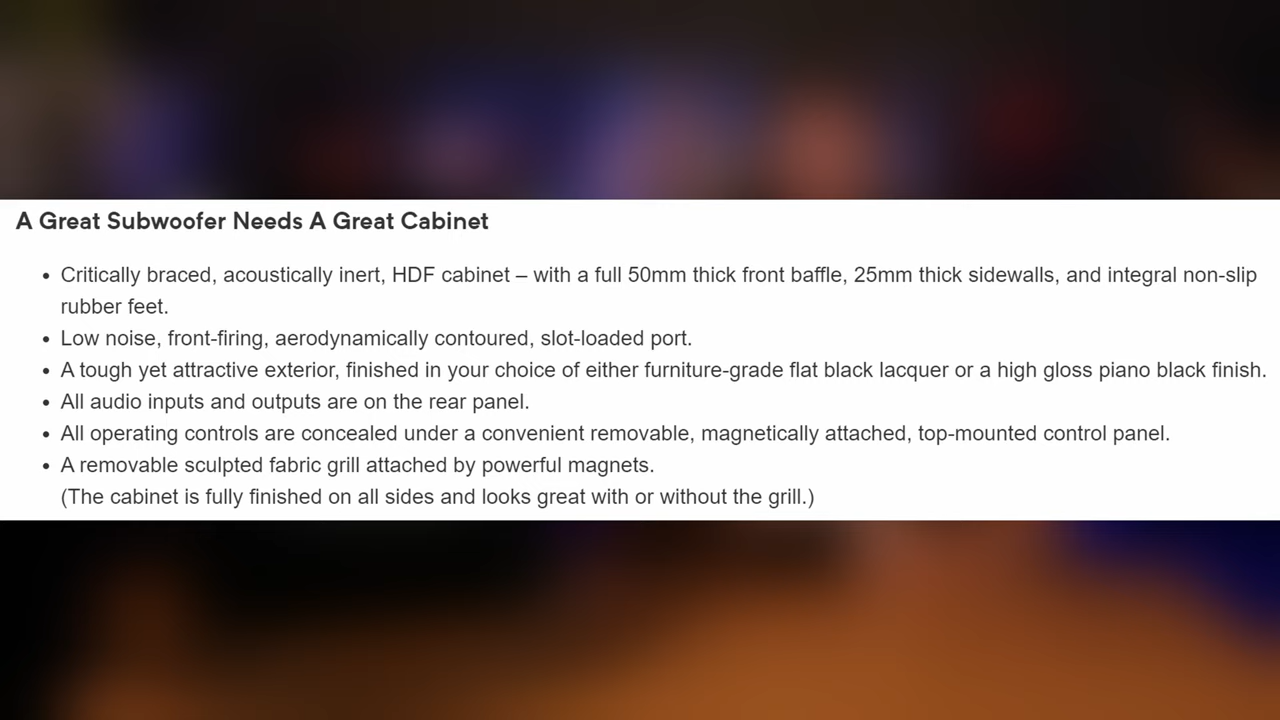 A Great Subwoofer Needs A Great Cabinet
• Critically braced, acoustically inert, HDF cabinet – with a full 50mm thick front baffle, 25mm thick sidewalls, and integral non-slip
rubber feet.
• Low noise, front-firing, aerodynamically contoured, slot-loaded port.
• A tough yet attractive exterior, finished in your choice of either furniture-grade flat black lacquer or a high gloss piano black finish.
• All audio inputs and outputs are on the rear panel.
• All operating controls are concealed under a convenient removable, magnetically attached, top-mounted control panel.
• A removable sculpted fabric grill attached by powerful magnets.
(The cabinet is fully finished on all sides and looks great with or without the grill.)